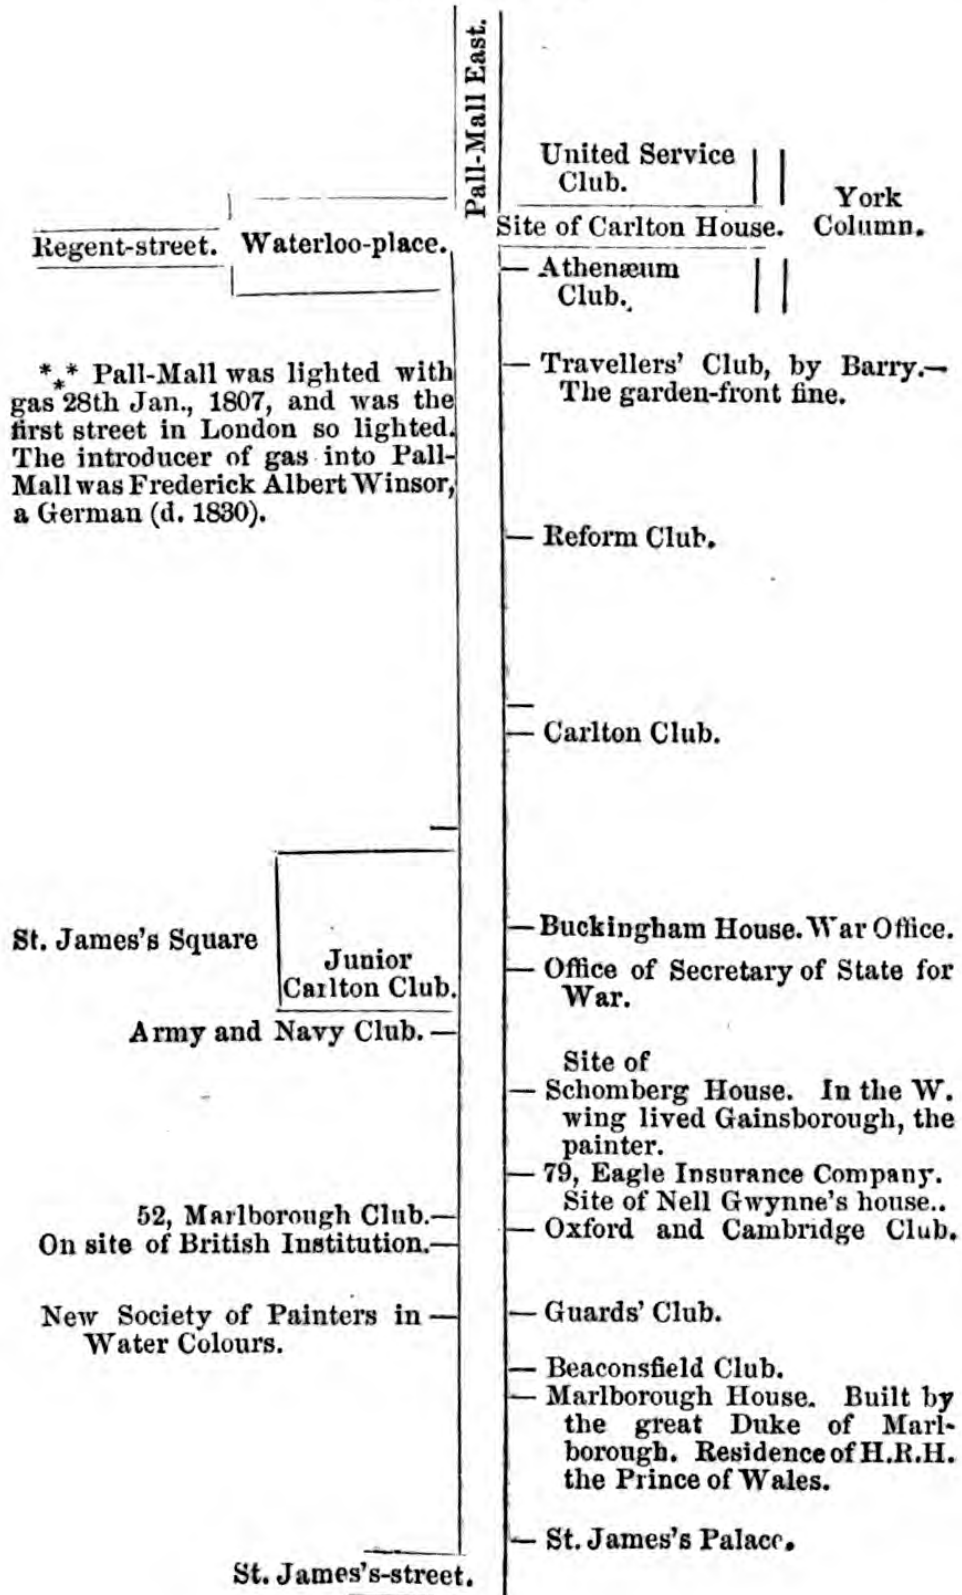 Pall-Mall East.
United Service
Club.
York
Column.
Site of Carlton House.
Regent-street.
Waterloo-place.
Athenæum
Club.
Travellers' Club, by Barry.—
The garden-front fine.
*** Pall-Mall was lighted with
gas 28th Jan., 1807, and was the
first street in London so lighted.
The introducer of gas into Pall-
Mall was Frederick Albert Winsor,
a German (d. 1830).
Reform Club.
Carlton Club.
St. James's Square
Junior
Carlton Club.
Buckingham House. War Office.
Office of Secretary of State for
War.
Army and Navy Club.
Site of
Schomberg House. In the W.
wing lived Gainsborough, the
painter.
79, Eagle Insurance Company.
Site of Nell Gwynne's house..
52, Marlborough Club.
On site of British Institution.
Oxford and Cambridge Club.
New Society of Painters in
Water Colours.
Guards' Club.
Beaconsfield Club.
Marlborough House. Built by
the great Duke of Marl-
borough. Residence of H.R.H.
the Prince of Wales.
St. James's Palace.
St. James's-street.